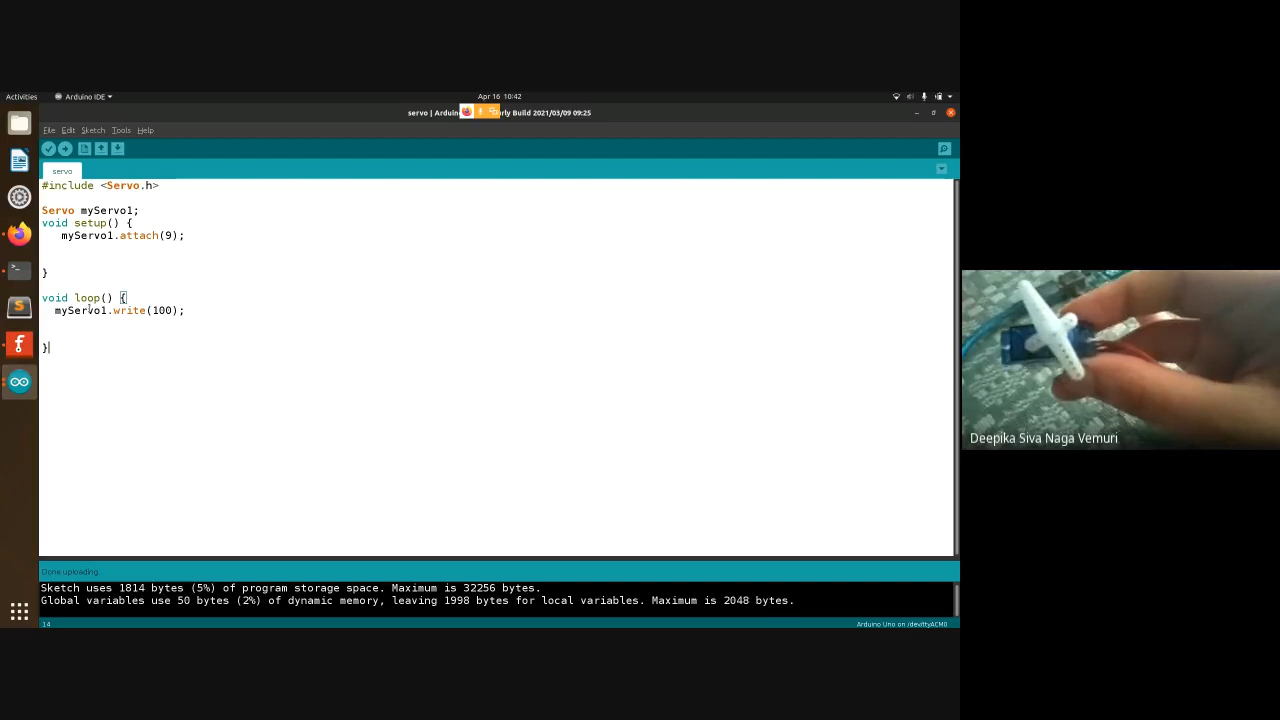 Activities
Arduino IDE
Apr 16 10:42
servo | Arduin
rly Build 2021/03/09 09:25
File Edit Sketch Tools Help
servo
#include <Servo.h>
Servo myServo1;
void setup() {
myServo1.attach(9);
}
void loop() {
myServo1.write(100);
}
Done uploading.
Sketch uses 1814 bytes (5%) of program storage space. Maximum is 32256 bytes.
Global variables use 50 bytes (2%) of dynamic memory, leaving 1998 bytes for local variables. Maximum is 2048 bytes.
14
Arduino Uno on /dev/ttyACM0
Deepika Siva Naga Vemuri